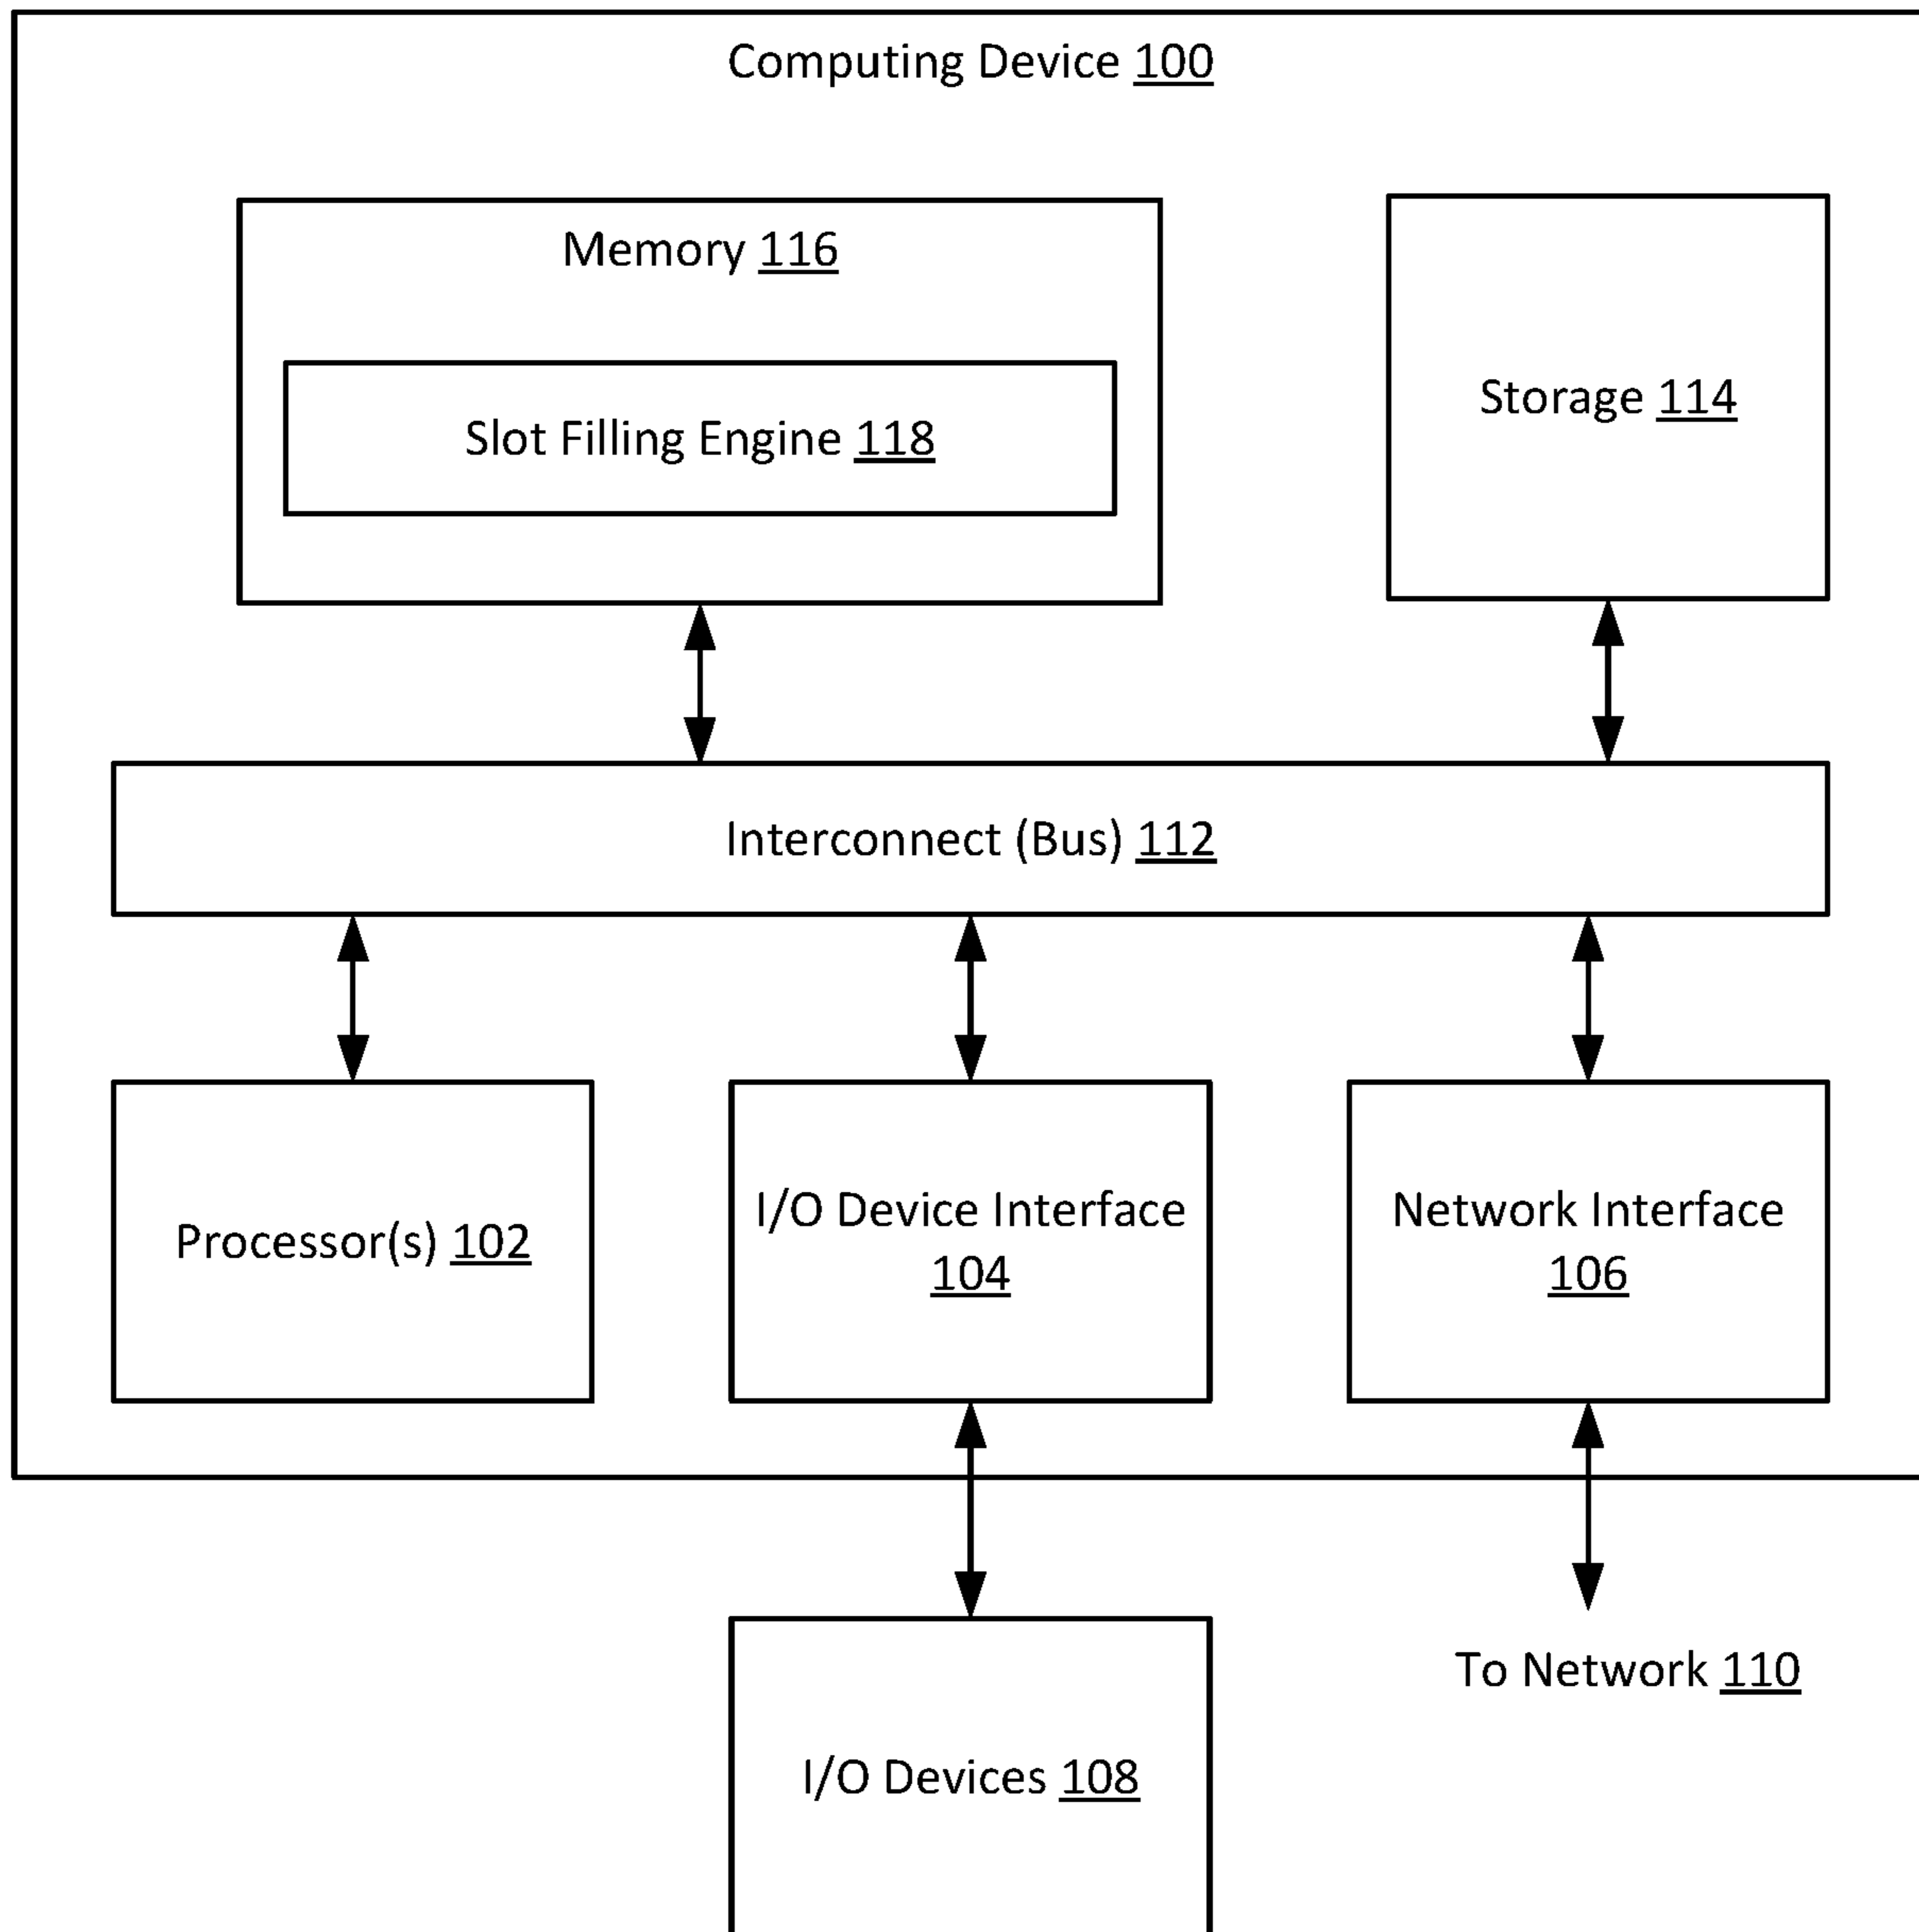 Computing Device 100
Memory 116
Slot Filling Engine 118
Storage 114
Interconnect (Bus) 112
Processor(s) 102
I/O Device Interface
104
Network Interface
106
To Network 110
I/O Devices 108